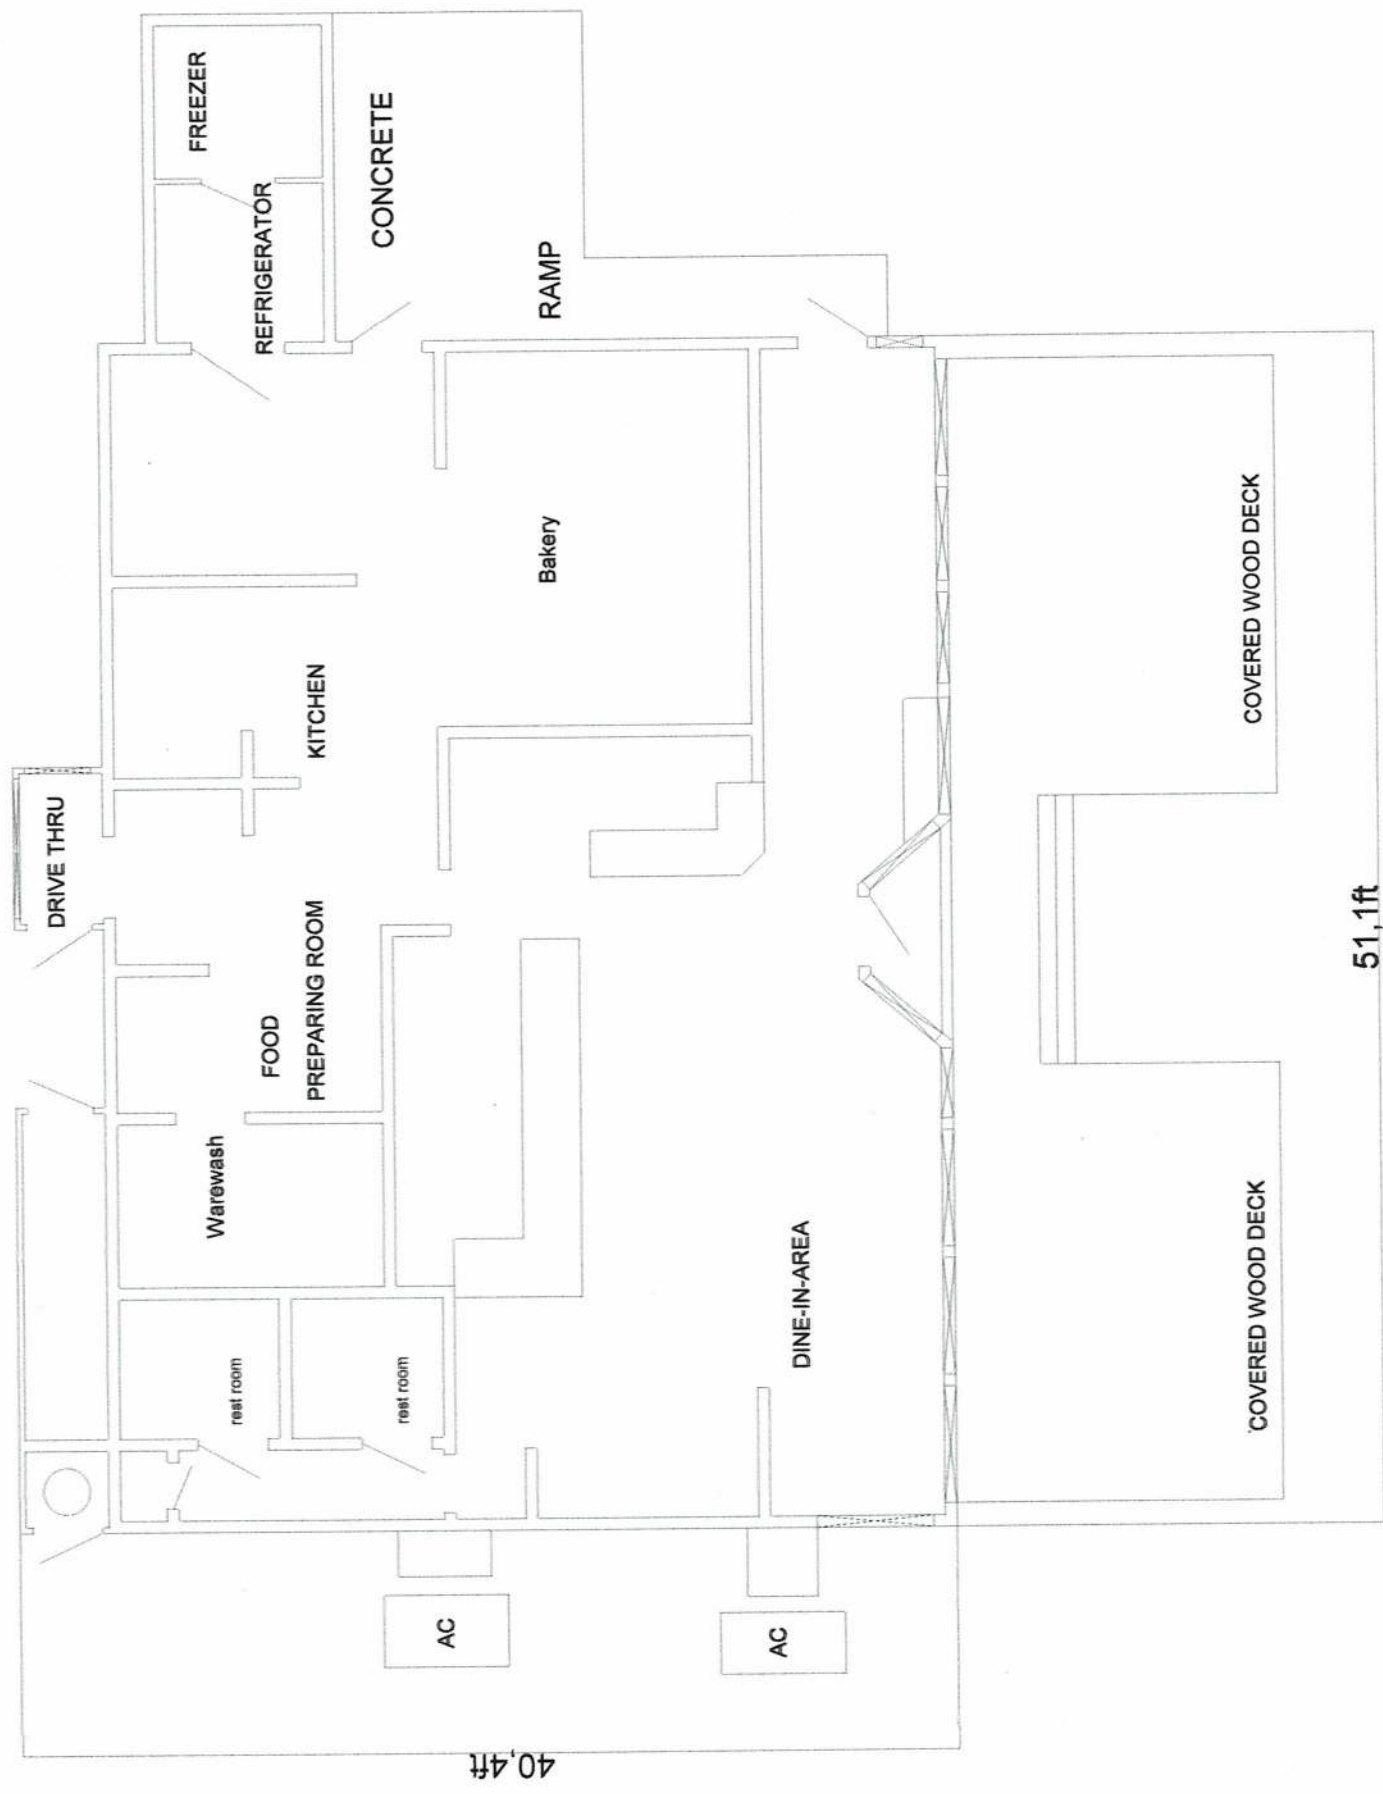 FREEZER
REFRIGERATOR
CONCRETE
RAMP
DRIVE THRU
KITCHEN
Bakery
FOOD
PREPARING ROOM
Warewash
rest room
rest room
DINE-IN-AREA
COVERED WOOD DECK
COVERED WOOD DECK
AC
AC
40,4ft
51,1ft